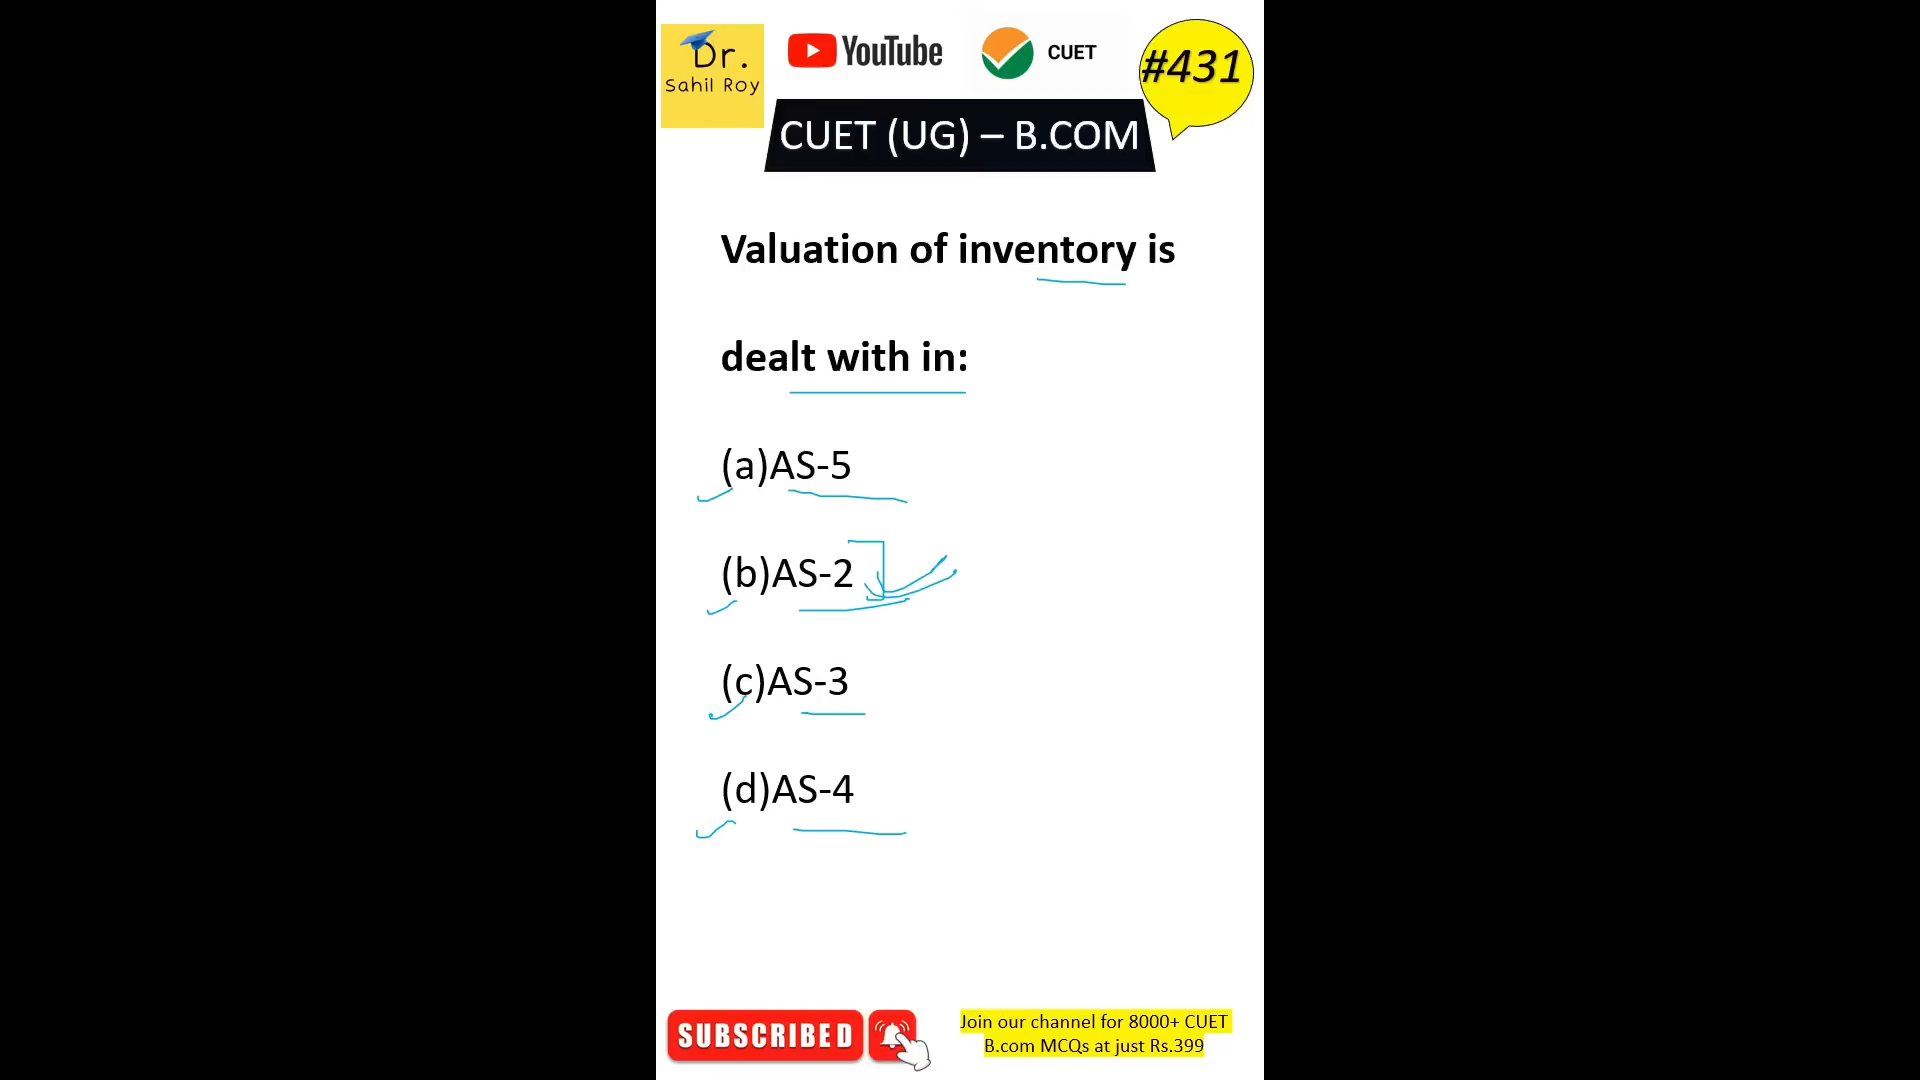 Dr.
Sahil Roy
YouTube
CUET
#431
CUET (UG) – B.COM
Valuation of inventory is
dealt with in:
(a)AS-5
(b)AS-2
(c)AS-3
(d)AS-4
SUBSCRIBED
Join our channel for 8000+ CUET
B.com MCQs at just Rs.399